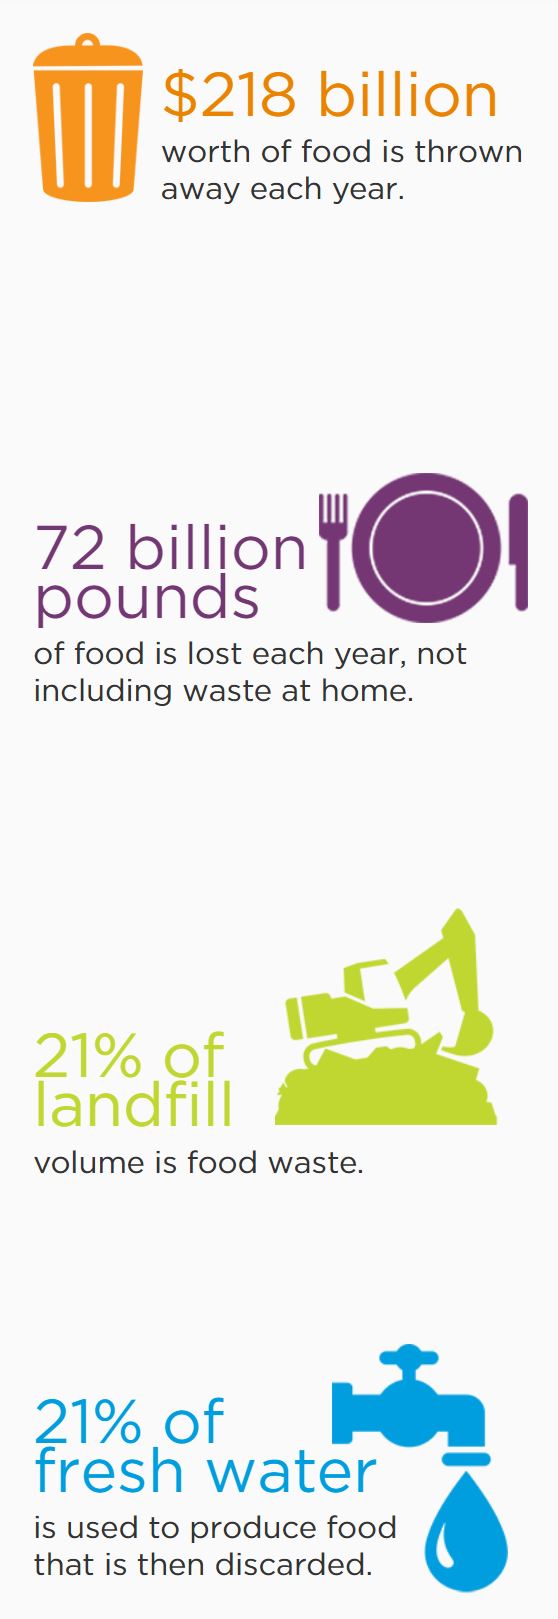 $218 billion
worth of food is thrown
away each year.
72 billion
pounds
of food is lost each year, not
including waste at home.
21% of
landfill
volume is food waste.
21% of
fresh water
is used to produce food
that is then discarded.